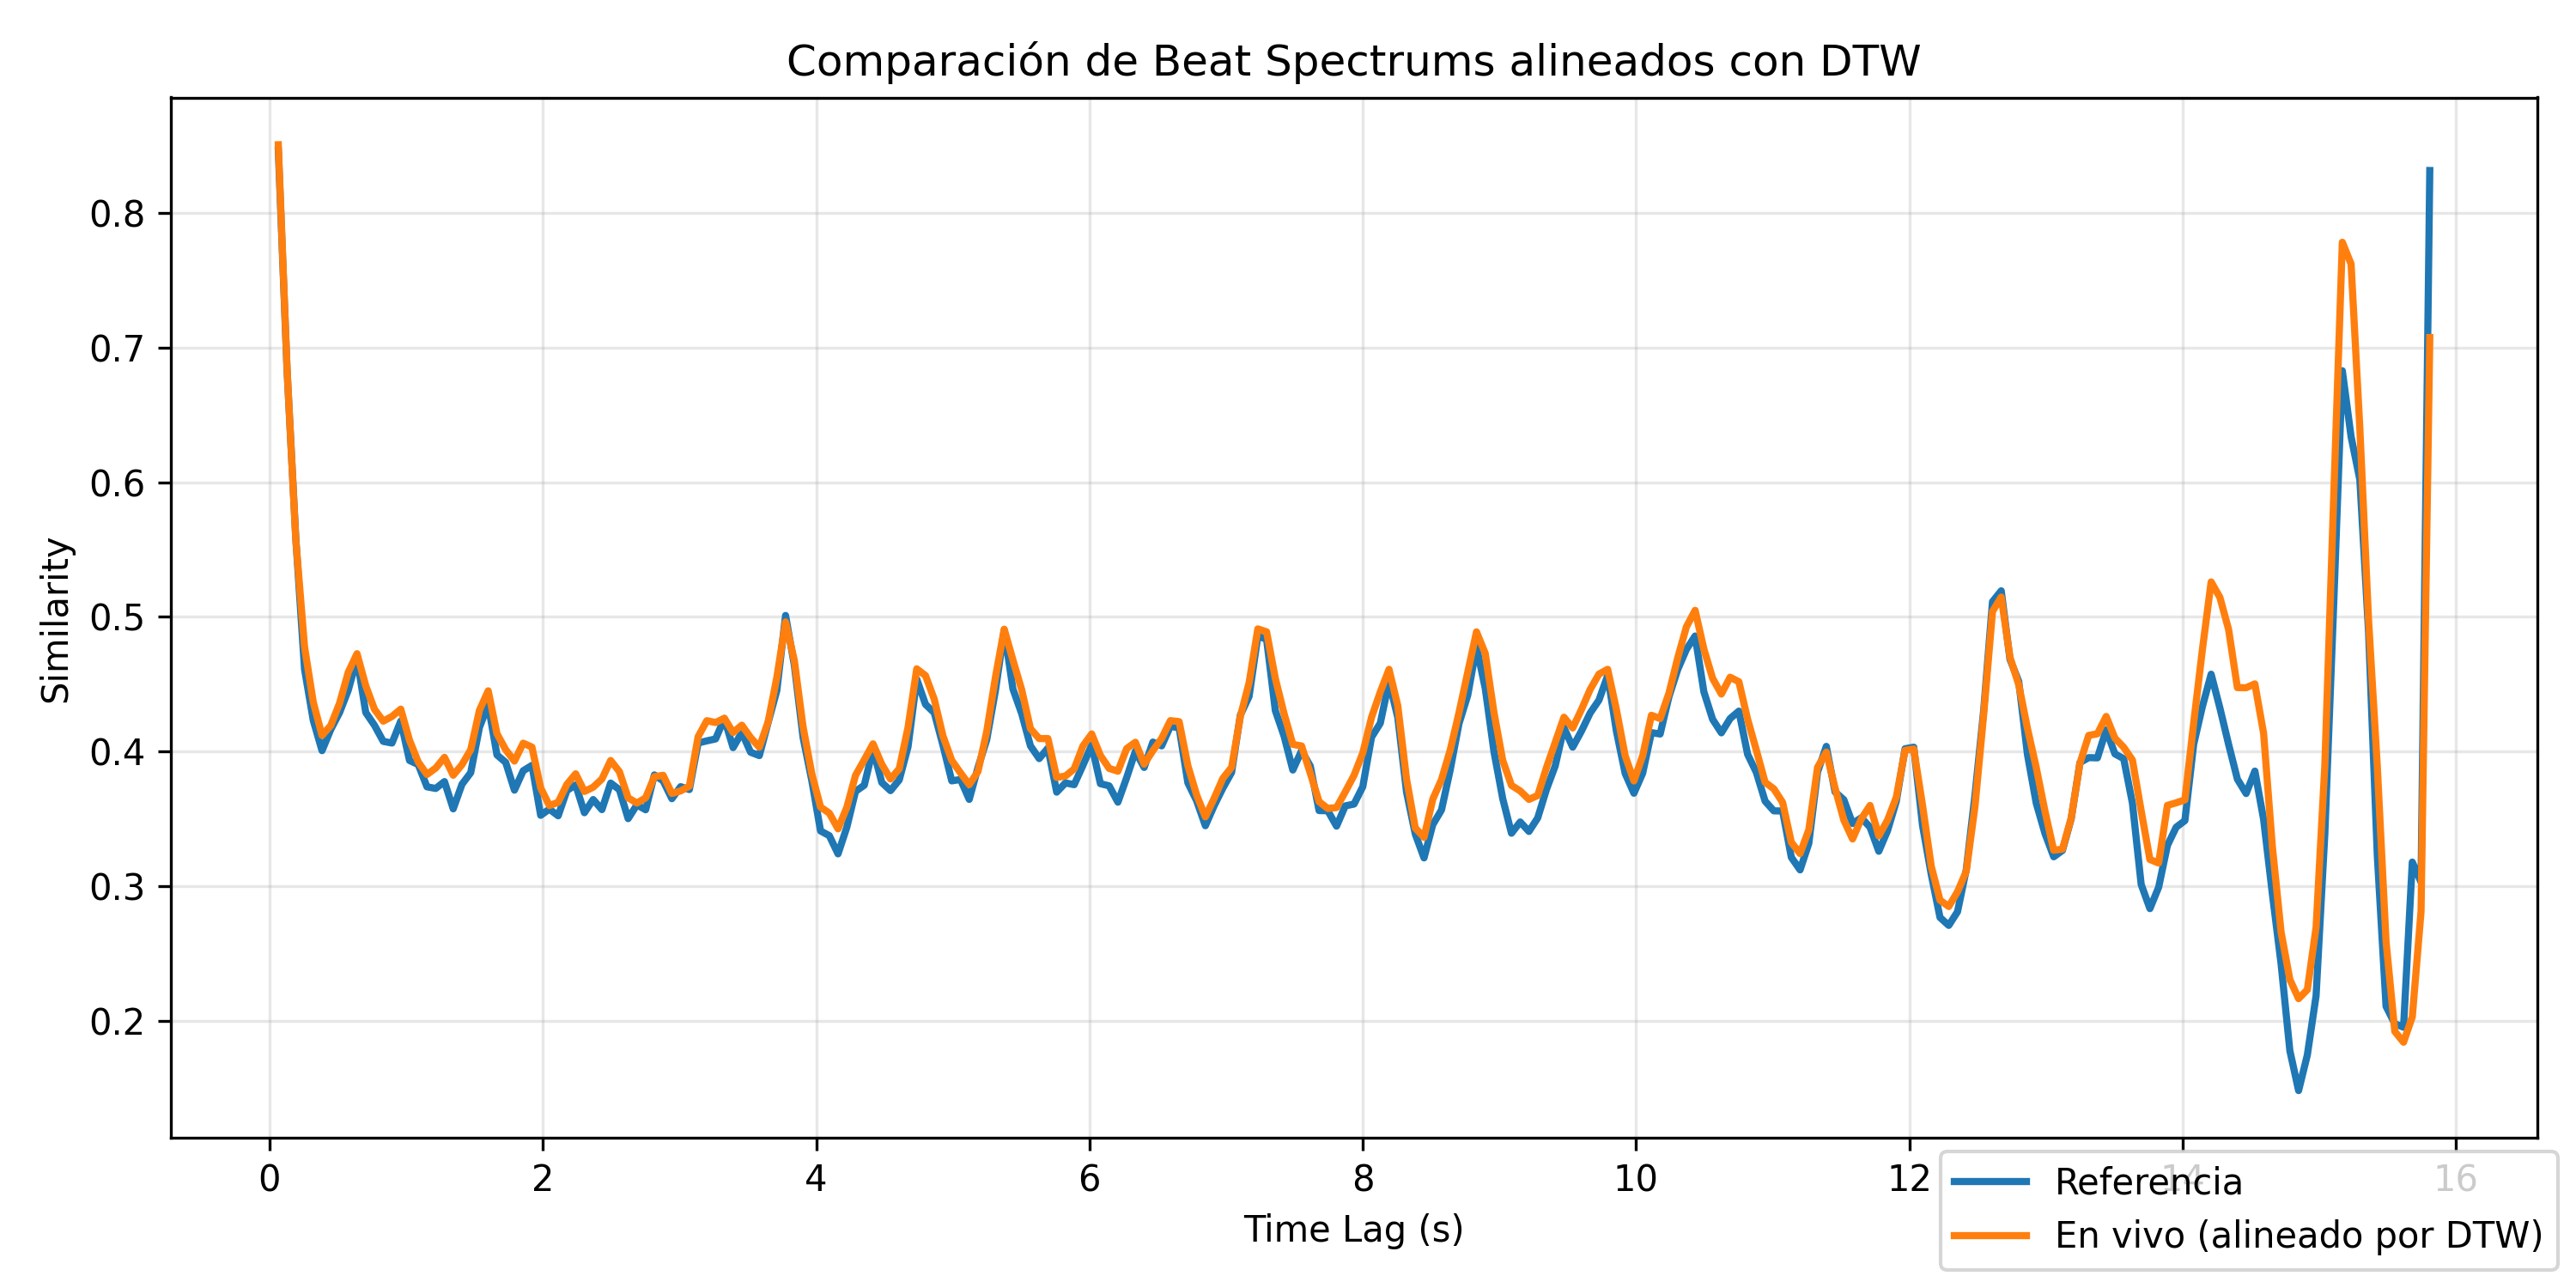 Comparación de Beat Spectrums alineados con DTW
Similarity
0.8
0.7
0.6
0.5
0.4
0.3
0.2
0 2 4 6 8 10 12 14 16
Time Lag (s)
Referencia
En vivo (alineado por DTW)